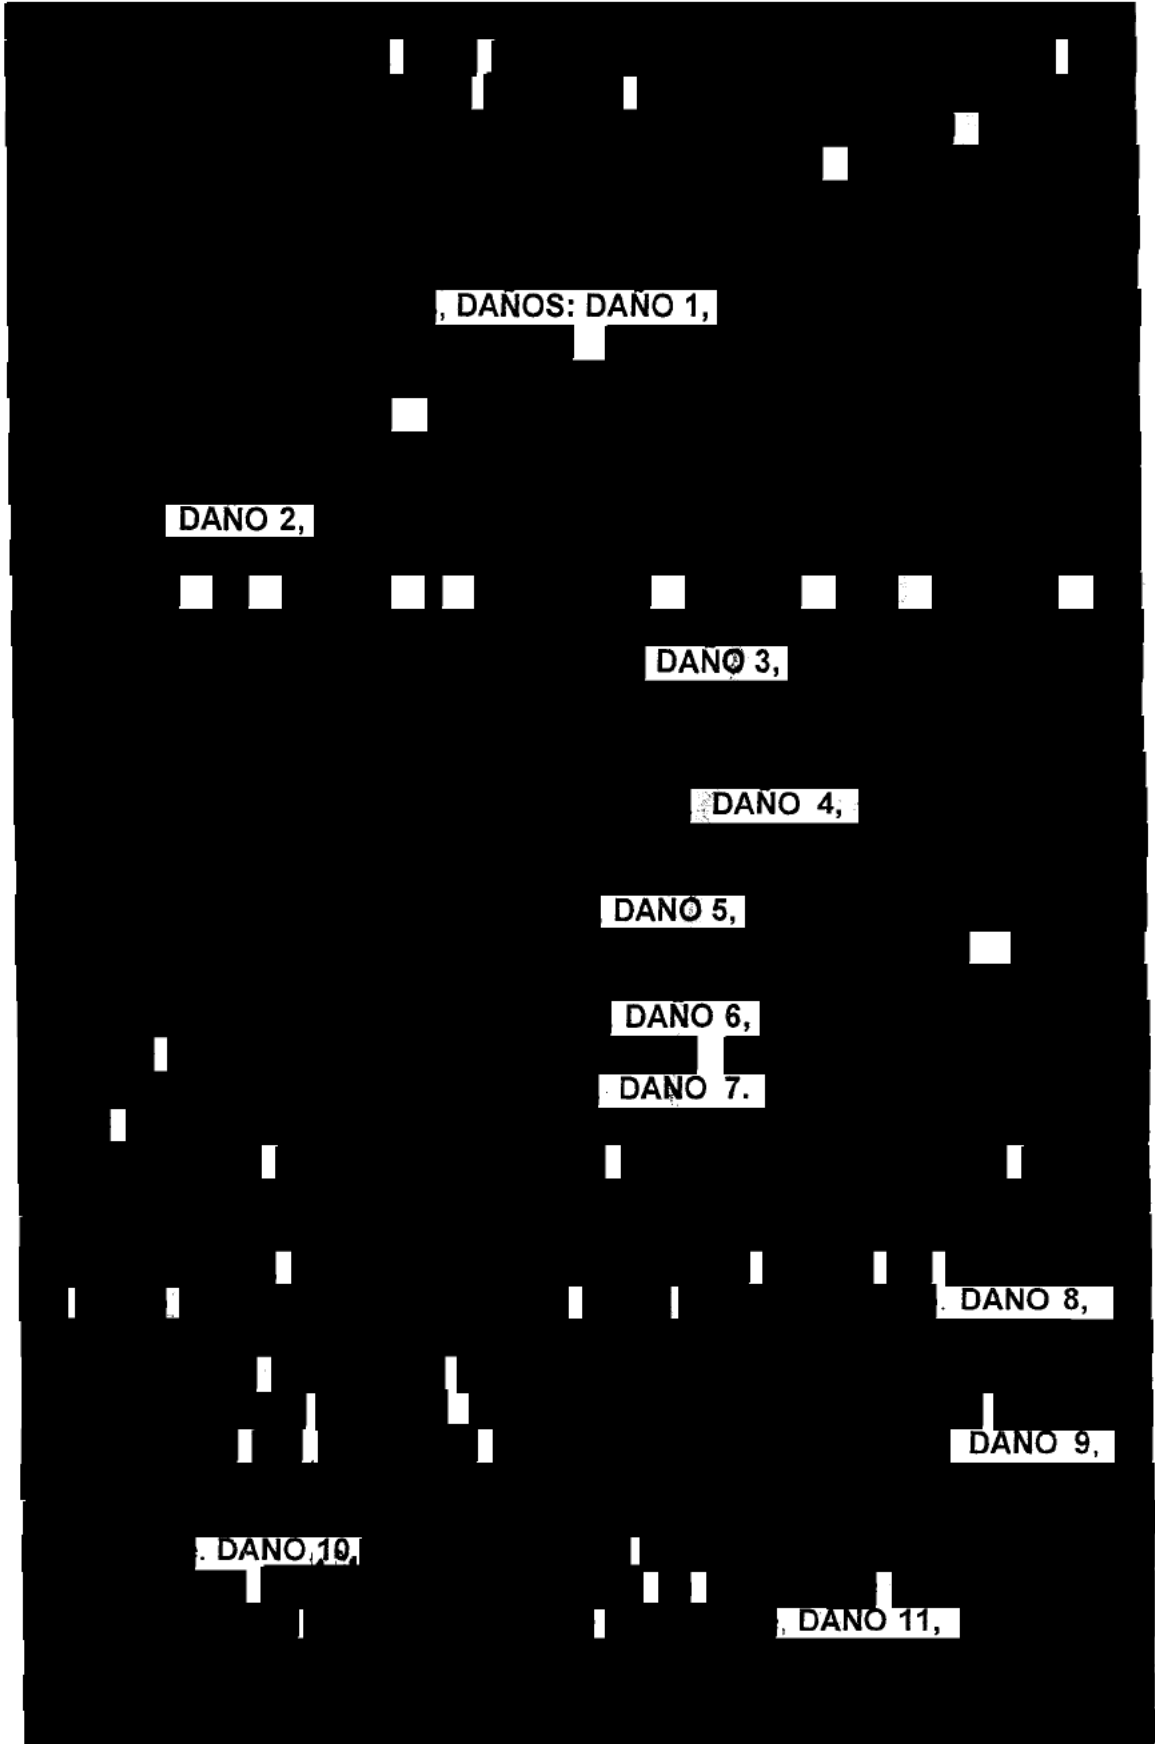 , DAÑOS: DAÑO 1,
DAÑO 2,
DAÑO 3,
DAÑO 4,
DAÑO 5,
DAÑO 6,
DAÑO 7.
. DAÑO 8,
DAÑO 9,
. DAÑO 10,
, DAÑO 11,